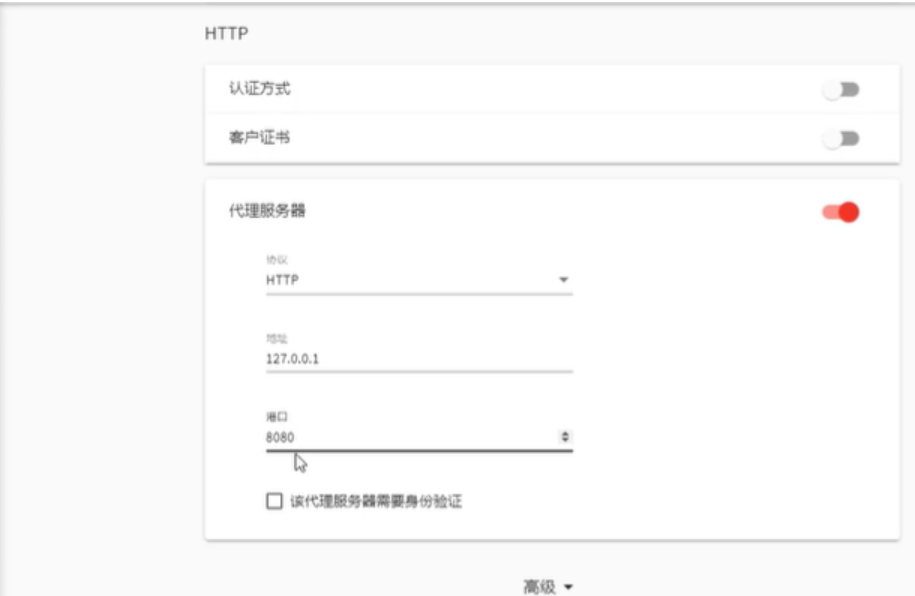 HTTP
认证方式
客户证书
代理服务器
协议
HTTP
地址
127.0.0.1
端口
8080
该代理服务器需要身份验证
高级